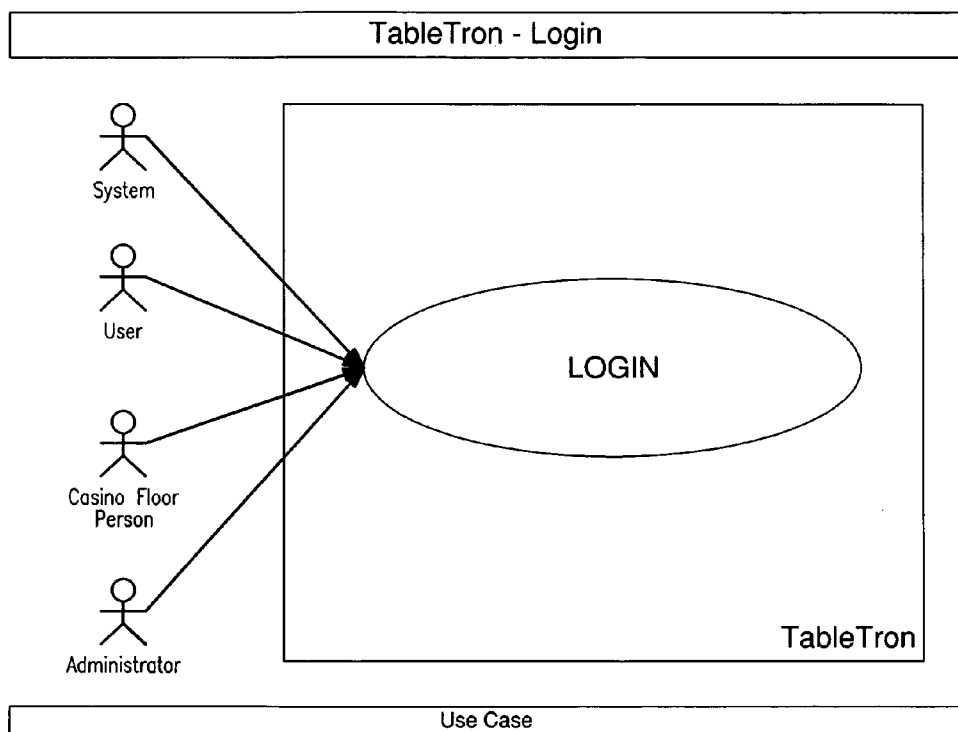 TableTron - Login
System
User
LOGIN
Casino Floor
Person
Administrator
TableTron
Use Case